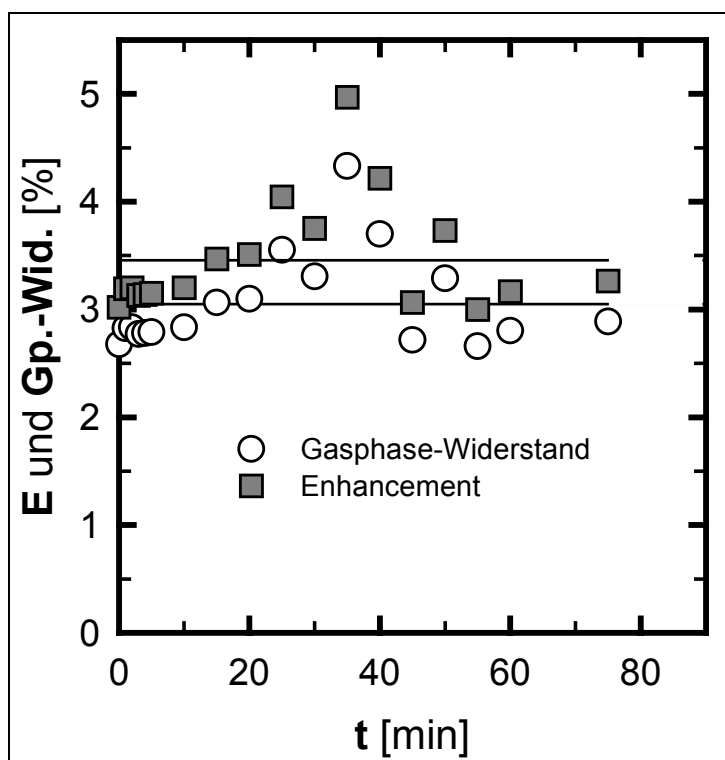 5
4
3
2
1
0
E und Gp.-Wid. [%]
Gasphase-Widerstand
Enhancement
0 20 40 60 80
t [min]